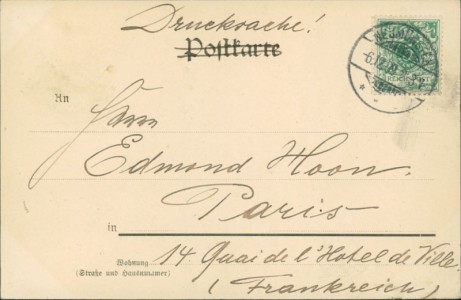 Drucksache!
Postkarte
REICHSPOST
An
Herrn
Edmond Hoon.
in Paris
Wohnung 14 Quai de l'Hotel de Ville.
(Straße und Hausnummer)
(Frankreich)